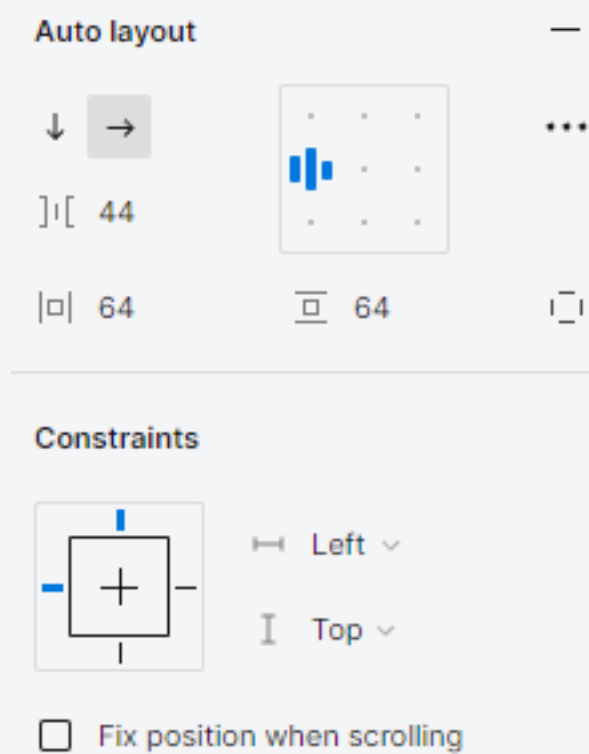 Auto layout
44
64 64
Constraints
Left
Top
Fix position when scrolling